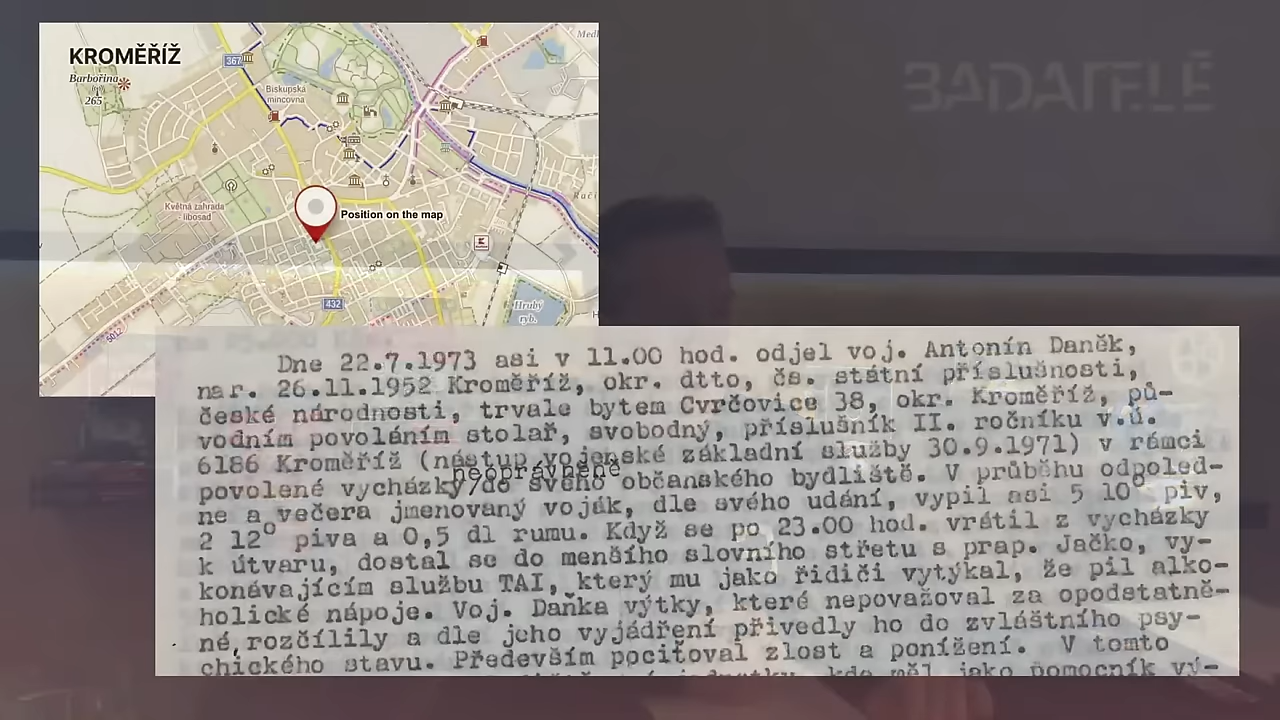 KROMĚŘÍŽ
Barbořina
265
367
Biskupská
mincovna
Květná zahrada
- libosad
Position on the map
432
Hrubý
ryb.
5012
BADATELÉ
Dne 22.7.1973 asi v 11.00 hod. odjel voj. Antonín Daněk,
nar. 26.11.1952 Kroměříž, okr. dtto, čs. státní příslušnosti,
české národnosti, trvale bytem Cvrčovice 38, okr. Kroměříž, pů-
vodním povoláním stolař, svobodný, příslušník II. ročníku v.ú.
6186 Kroměříž (nástup vojenské základní služby 30.9.1971) v rámci
neoprávněně
povolené vycházky/do svého občanského bydliště. V průběhu odpoled-
ne a večera jmenovaný voják, dle svého udání, vypil asi 5 10° piv,
2 12° piva a 0,5 dl rumu. Když se po 23.00 hod. vrátil z vycházky
k útvaru, dostal se do menšího slovního střetu s prap. Jačko, vy-
konávajícím službu TAI, který mu jako řidiči vytýkal, že pil alko-
holické nápoje. Voj. Daňka výtky, které nepovažoval za opodstatně-
né, rozčílily a dle jeho vyjádření přivedly ho do zvláštního psy-
chického stavu. Především pociťoval zlost a ponížení. V tomto
kde měl jako pomocník vý-